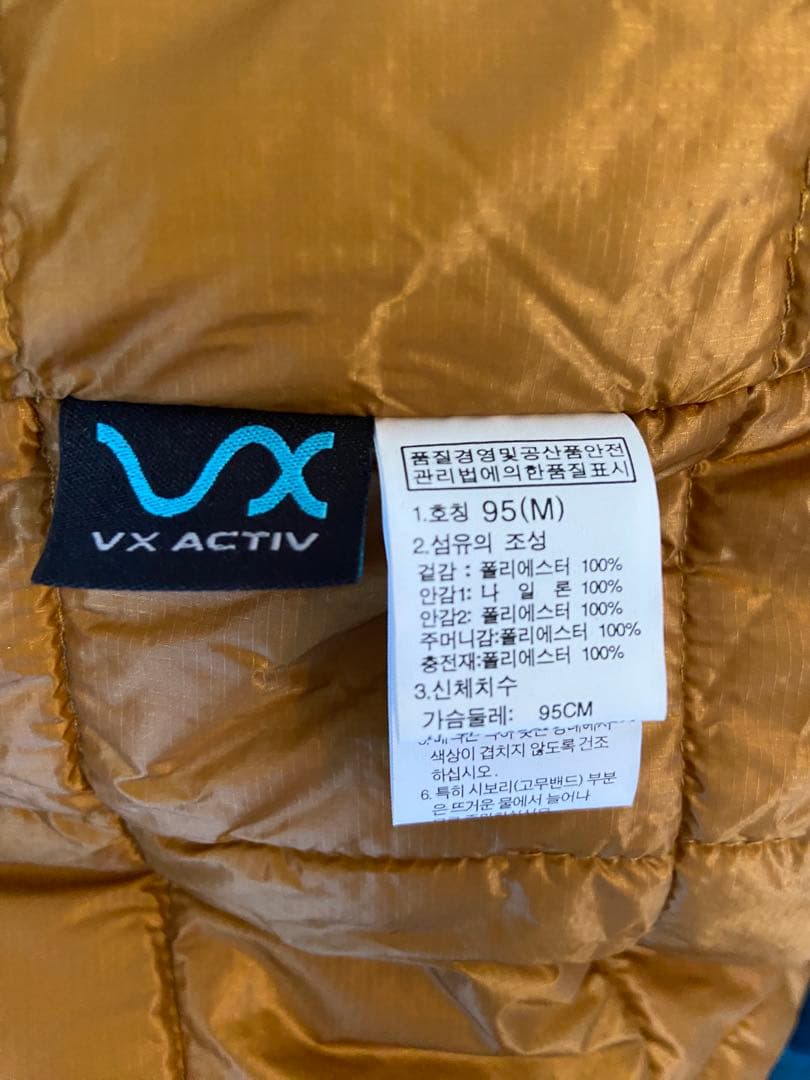 VX
VX ACTIV
품질경영및공산품안전
관리법에의한품질표시
1.호칭 95(M)
2.섬유의 조성
겉감 : 폴리에스터 100%
안감1: 나 일 론 100%
안감2: 폴리에스터 100%
주머니감:폴리에스터 100%
충전재:폴리에스터 100%
3.신체치수
가슴둘레: 95CM
색상이 겹치지 않도록 건조
하십시오.
6. 특히 시보리(고무밴드) 부분
은 뜨거운 물에서 늘어나